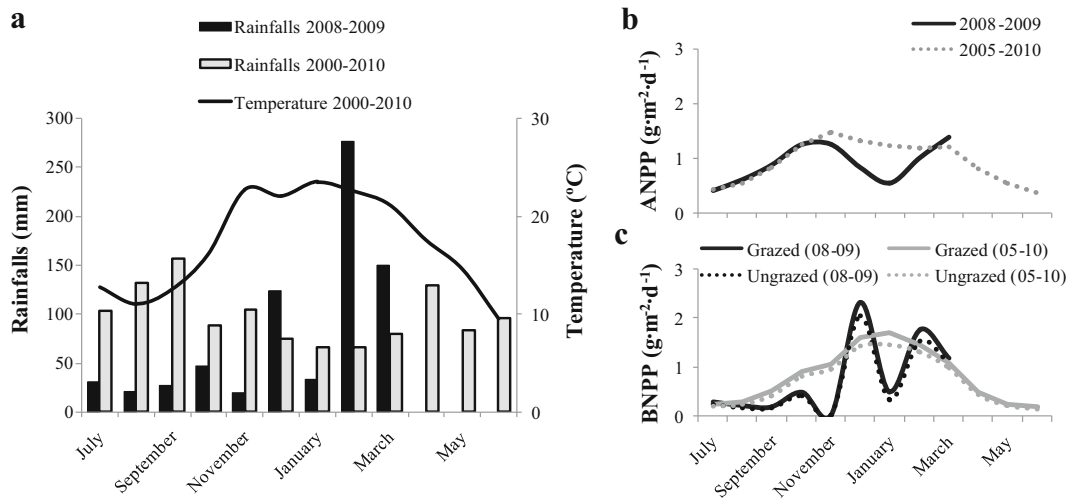 a
Rainfalls 2008-2009
Rainfalls 2000-2010
Temperature 2000-2010
Rainfalls (mm)
300
250
200
150
100
50
0
30
20
10
0
Temperature (ºC)
July
September
November
January
March
May
b
2008-2009
2005-2010
ANPP (g·m⁻²·d⁻¹)
3
2
1
0
c
Grazed (08-09)
Grazed (05-10)
Ungrazed (08-09)
Ungrazed (05-10)
BNPP (g·m⁻²·d⁻¹)
3
2
1
0
July
September
November
January
March
May